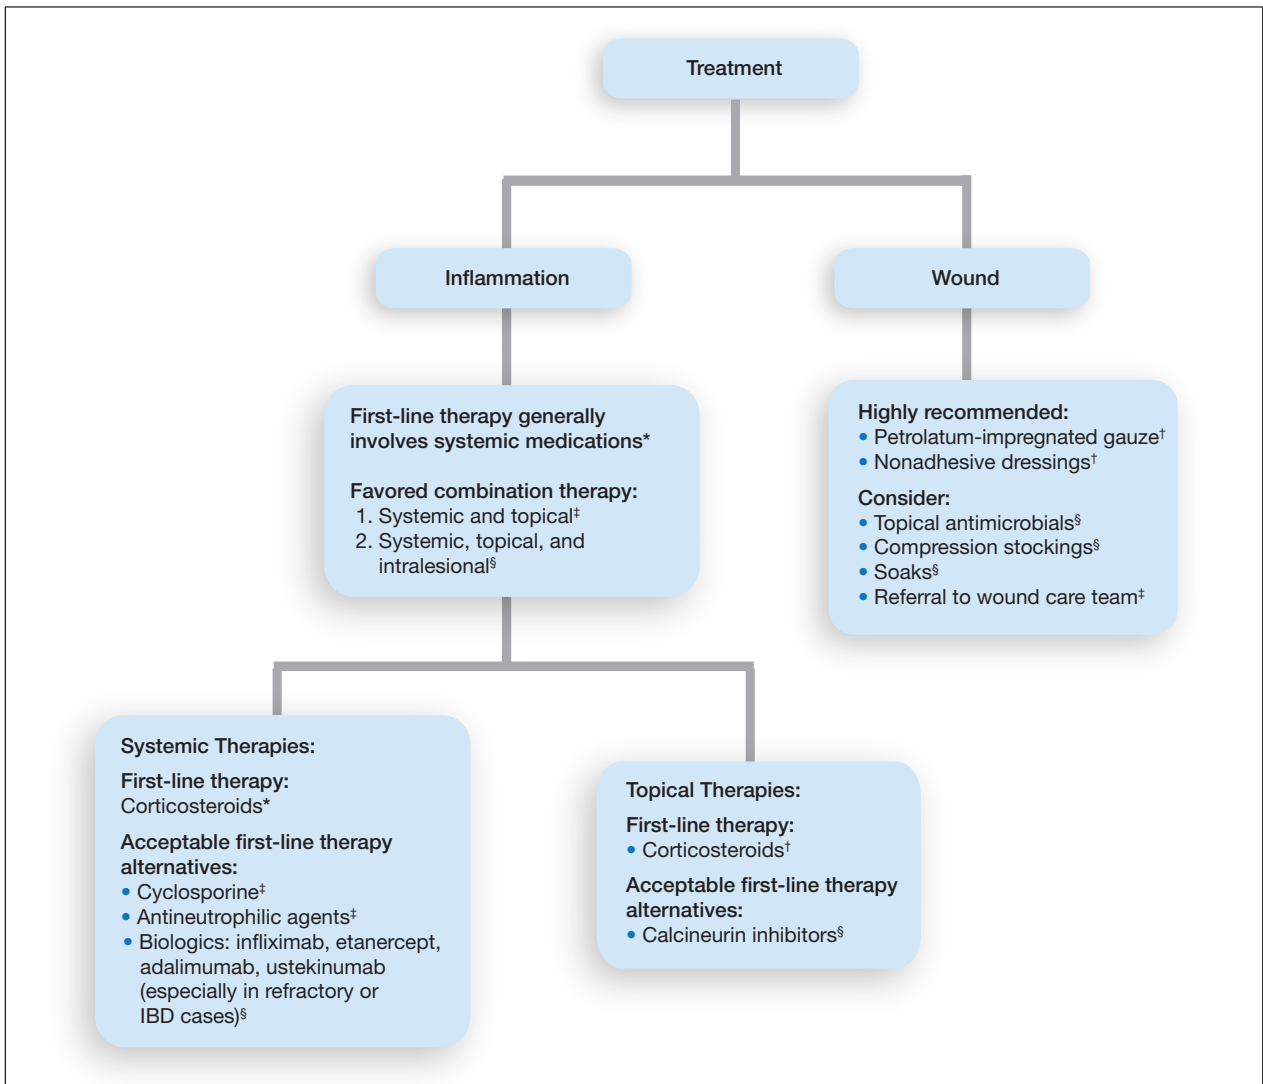 Treatment
Inflammation
Wound
First-line therapy generally
involves systemic medications*
Favored combination therapy:
1. Systemic and topical‡
2. Systemic, topical, and
intralesional§
Highly recommended:
• Petrolatum-impregnated gauze†
• Nonadhesive dressings†
Consider:
• Topical antimicrobials§
• Compression stockings§
• Soaks§
• Referral to wound care team‡
Systemic Therapies:
First-line therapy:
Corticosteroids*
Acceptable first-line therapy
alternatives:
• Cyclosporine‡
• Antineutrophilic agents‡
• Biologics: infliximab, etanercept,
adalimumab, ustekinumab
(especially in refractory or
IBD cases)§
Topical Therapies:
First-line therapy:
• Corticosteroids†
Acceptable first-line therapy
alternatives:
• Calcineurin inhibitors§